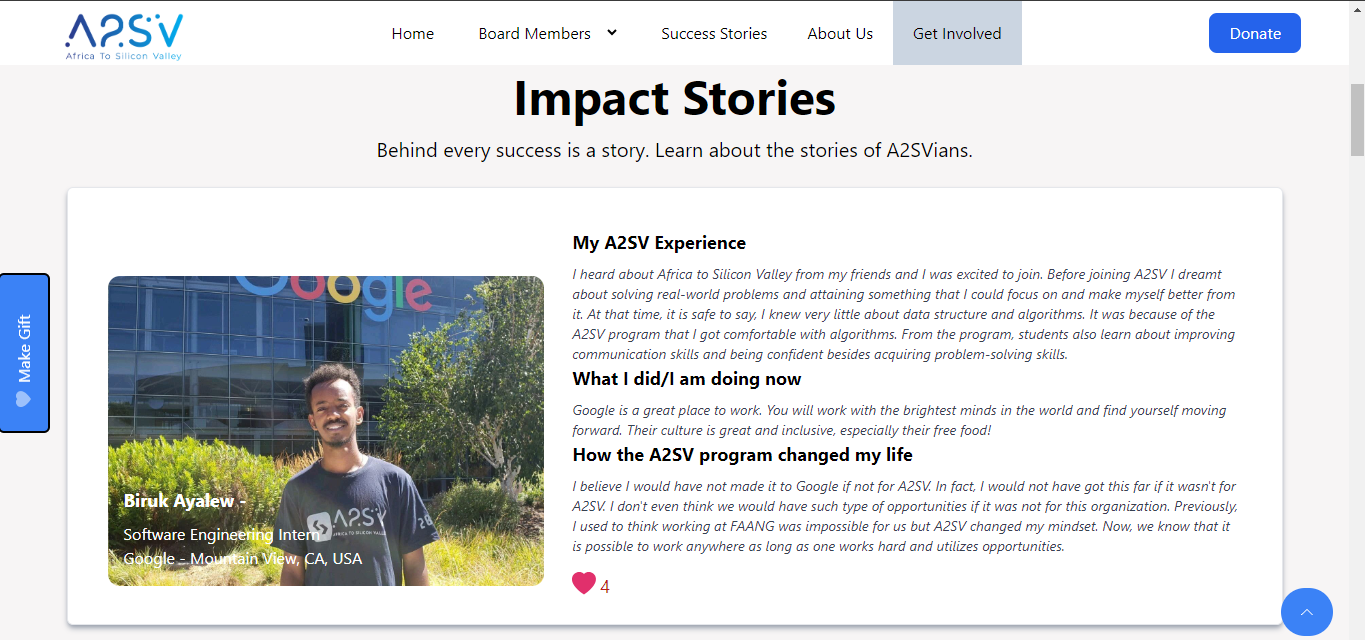 A2SV
Africa To Silicon Valley
Home
Board Members
Success Stories
About Us
Get Involved
Donate
Impact Stories
Behind every success is a story. Learn about the stories of A2SVians.
Make Gift
Google
A2SV
AFRICA TO SILICON VALLEY
Biruk Ayalew -
Software Engineering Intern
Google - Mountain View, CA, USA
My A2SV Experience
I heard about Africa to Silicon Valley from my friends and I was excited to join. Before joining A2SV I dreamt
about solving real-world problems and attaining something that I could focus on and make myself better from
it. At that time, it is safe to say, I knew very little about data structure and algorithms. It was because of the
A2SV program that I got comfortable with algorithms. From the program, students also learn about improving
communication skills and being confident besides acquiring problem-solving skills.
What I did/I am doing now
Google is a great place to work. You will work with the brightest minds in the world and find yourself moving
forward. Their culture is great and inclusive, especially their free food!
How the A2SV program changed my life
I believe I would have not made it to Google if not for A2SV. In fact, I would not have got this far if it wasn't for
A2SV. I don't even think we would have such type of opportunities if it was not for this organization. Previously,
I used to think working at FAANG was impossible for us but A2SV changed my mindset. Now, we know that it
is possible to work anywhere as long as one works hard and utilizes opportunities.
4